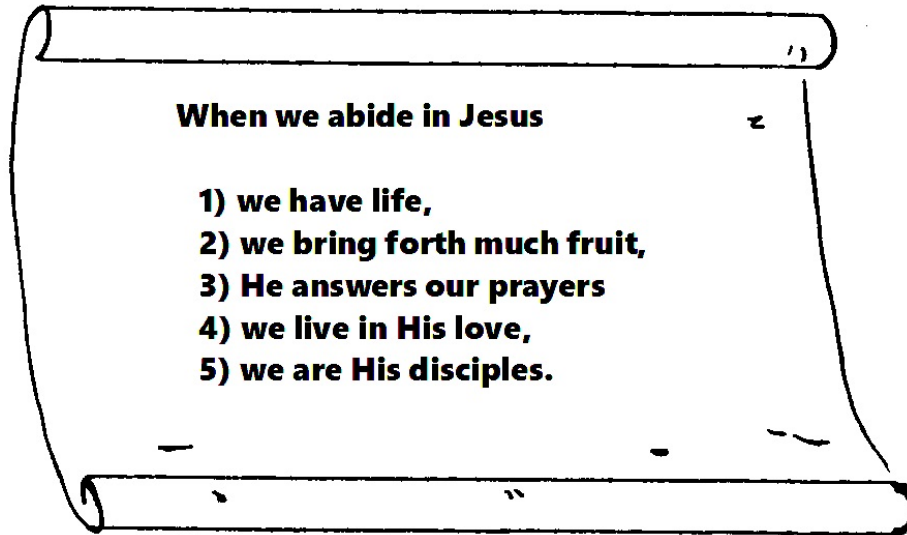 When we abide in Jesus
1) we have life,
2) we bring forth much fruit,
3) He answers our prayers
4) we live in His love,
5) we are His disciples.